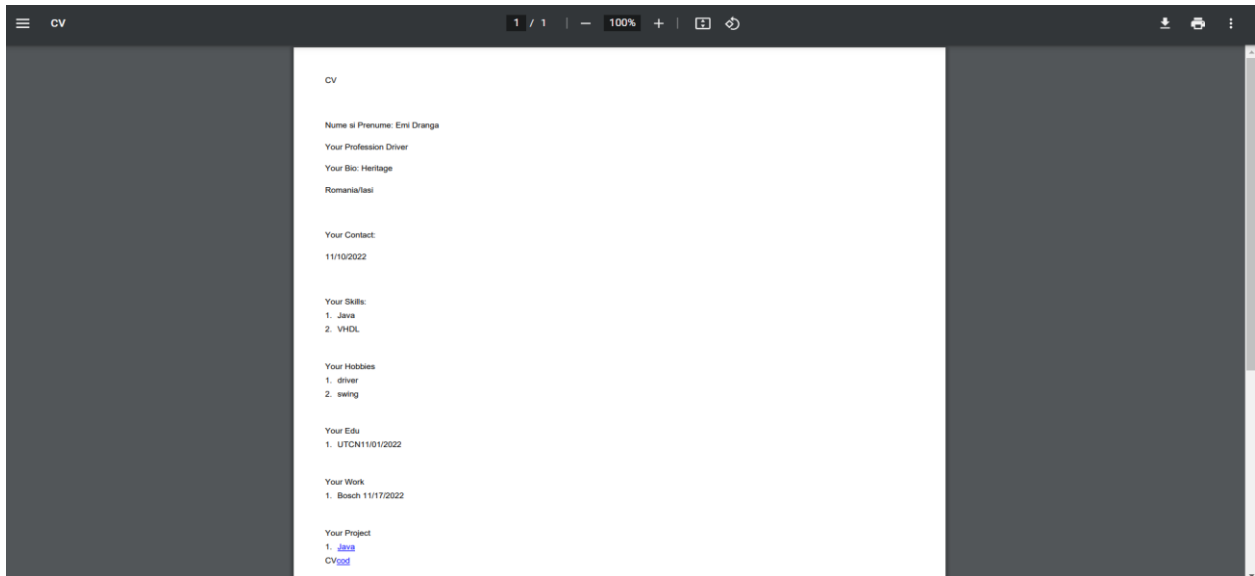 CV
1 / 1
100%
CV
Nume si Prenume: Emi Dranga
Your Profession Driver
Your Bio: Heritage
Romania/Iasi
Your Contact:
11/10/2022
Your Skills:
1. Java
2. VHDL
Your Hobbies
1. driver
2. swing
Your Edu
1. UTCN11/01/2022
Your Work
1. Bosch 11/17/2022
Your Project
1. Java
CVcod